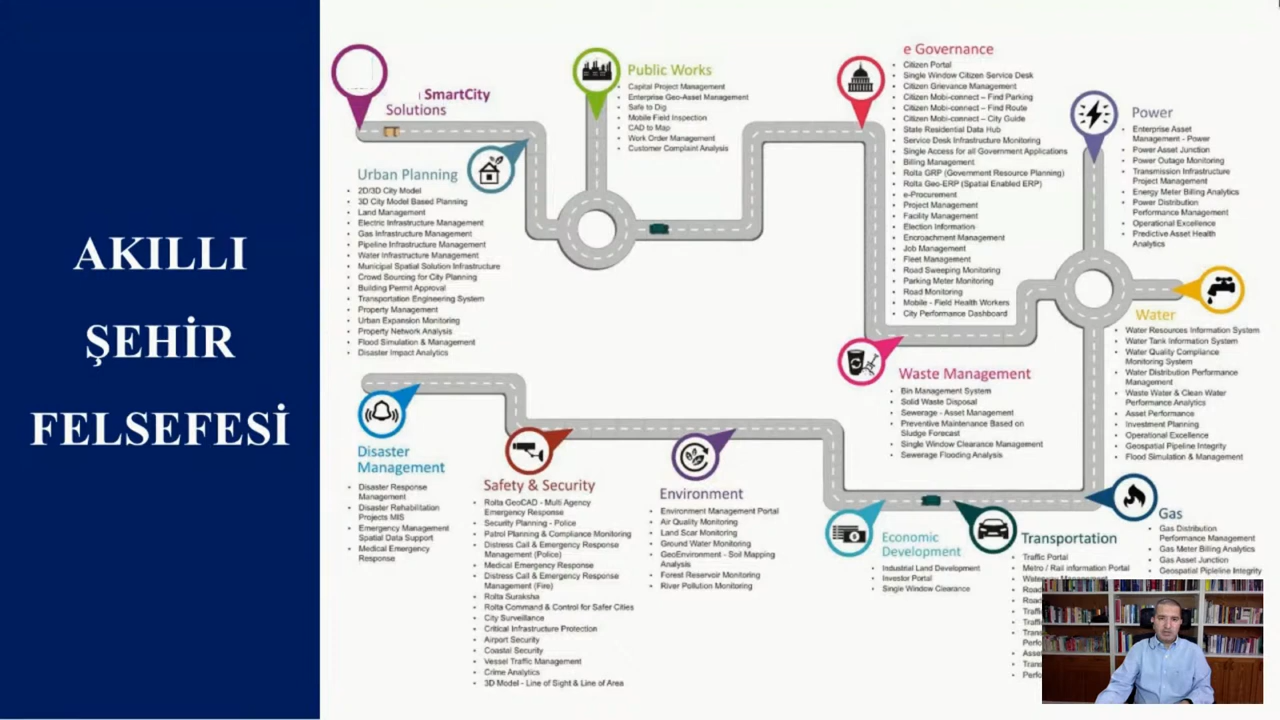 AKILLI
ŞEHİR
FELSEFESİ
SmartCity
Solutions
Urban Planning
• 2D/3D City Model
• 3D City Model Based Planning
• Land Management
• Electric Infrastructure Management
• Gas Infrastructure Management
• Pipeline Infrastructure Management
• Water Infrastructure Management
• Municipal Spatial Solution Infrastructure
• Crowd Sourcing for City Planning
• Building Permit Approval
• Transportation Engineering System
• Property Management
• Urban Expansion Monitoring
• Property Network Analysis
• Flood Simulation & Management
• Disaster Impact Analytics
Public Works
• Capital Project Management
• Enterprise Geo-Asset Management
• Safe to Dig
• Mobile Field Inspection
• CAD to Map
• Work Order Management
• Customer Complaint Analysis
e Governance
• Citizen Portal
• Single Window Citizen Service Desk
• Citizen Grievance Management
• Citizen Mobi-connect – Find Parking
• Citizen Mobi-connect – Find Route
• Citizen Mobi-connect – City Guide
• State Residential Data Hub
• Service Desk Infrastructure Monitoring
• Single Access for all Government Applications
• Billing Management
• Rolta GRP (Government Resource Planning)
• Rolta Geo-ERP (Spatial Enabled ERP)
• e-Procurement
• Project Management
• Facility Management
• Election Information
• Encroachment Management
• Job Management
• Fleet Management
• Road Sweeping Monitoring
• Parking Meter Monitoring
• Road Monitoring
• Mobile - Field Health Workers
• City Performance Dashboard
Power
• Enterprise Asset
Management - Power
• Power Asset Junction
• Power Outage Monitoring
• Transmission Infrastructure
Project Management
• Energy Meter Billing Analytics
• Power Distribution
Performance Management
• Operational Excellence
• Predictive Asset Health
Analytics
Water
• Water Resources Information System
• Water Tank Information System
• Water Quality Compliance
Monitoring System
• Water Distribution Performance
Management
• Waste Water & Clean Water
Performance Analytics
• Asset Performance
• Investment Planning
• Operational Excellence
• Geospatial Pipeline Integrity
• Flood Simulation & Management
Waste Management
• Bin Management System
• Solid Waste Disposal
• Sewerage - Asset Management
• Preventive Maintenance Based on
Sludge Forecast
• Single Window Clearance Management
• Sewerage Flooding Analysis
Disaster
Management
• Disaster Response
Management
• Disaster Rehabilitation
Projects MIS
• Emergency Management
Spatial Data Support
• Medical Emergency
Response
Safety & Security
• Rolta GeoCAD - Multi Agency
Emergency Response
• Security Planning - Police
• Patrol Planning & Compliance Monitoring
• Distress Call & Emergency Response
Management (Police)
• Medical Emergency Response
• Distress Call & Emergency Response
Management (Fire)
• Rolta Suraksha
• Rolta Command & Control for Safer Cities
• City Surveillance
• Critical Infrastructure Protection
• Airport Security
• Coastal Security
• Vessel Traffic Management
• Crime Analytics
• 3D Model - Line of Sight & Line of Area
Environment
• Environment Management Portal
• Air Quality Monitoring
• Land Scar Monitoring
• Ground Water Monitoring
• GeoEnvironment - Soil Mapping
Analysis
• Forest Reservoir Monitoring
• River Pollution Monitoring
Economic
Development
• Industrial Land Development
• Investor Portal
• Single Window Clearance
Transportation
• Traffic Portal
• Metro / Rail information Portal
Gas
• Gas Distribution
Performance Management
• Gas Meter Billing Analytics
• Gas Asset Junction
• Geospatial Pipleline Integrity